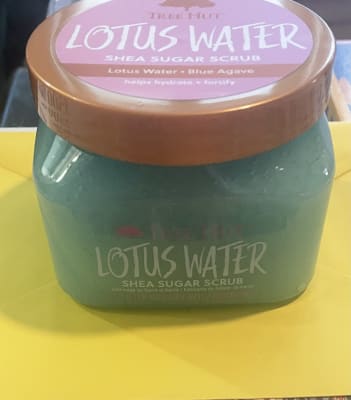 TREE HUT
LOTUS WATER
SHEA SUGAR SCRUB
Lotus Water • Blue Agave
helps hydrate + fortify
LOTUS WATER
SHEA SUGAR SCRUB